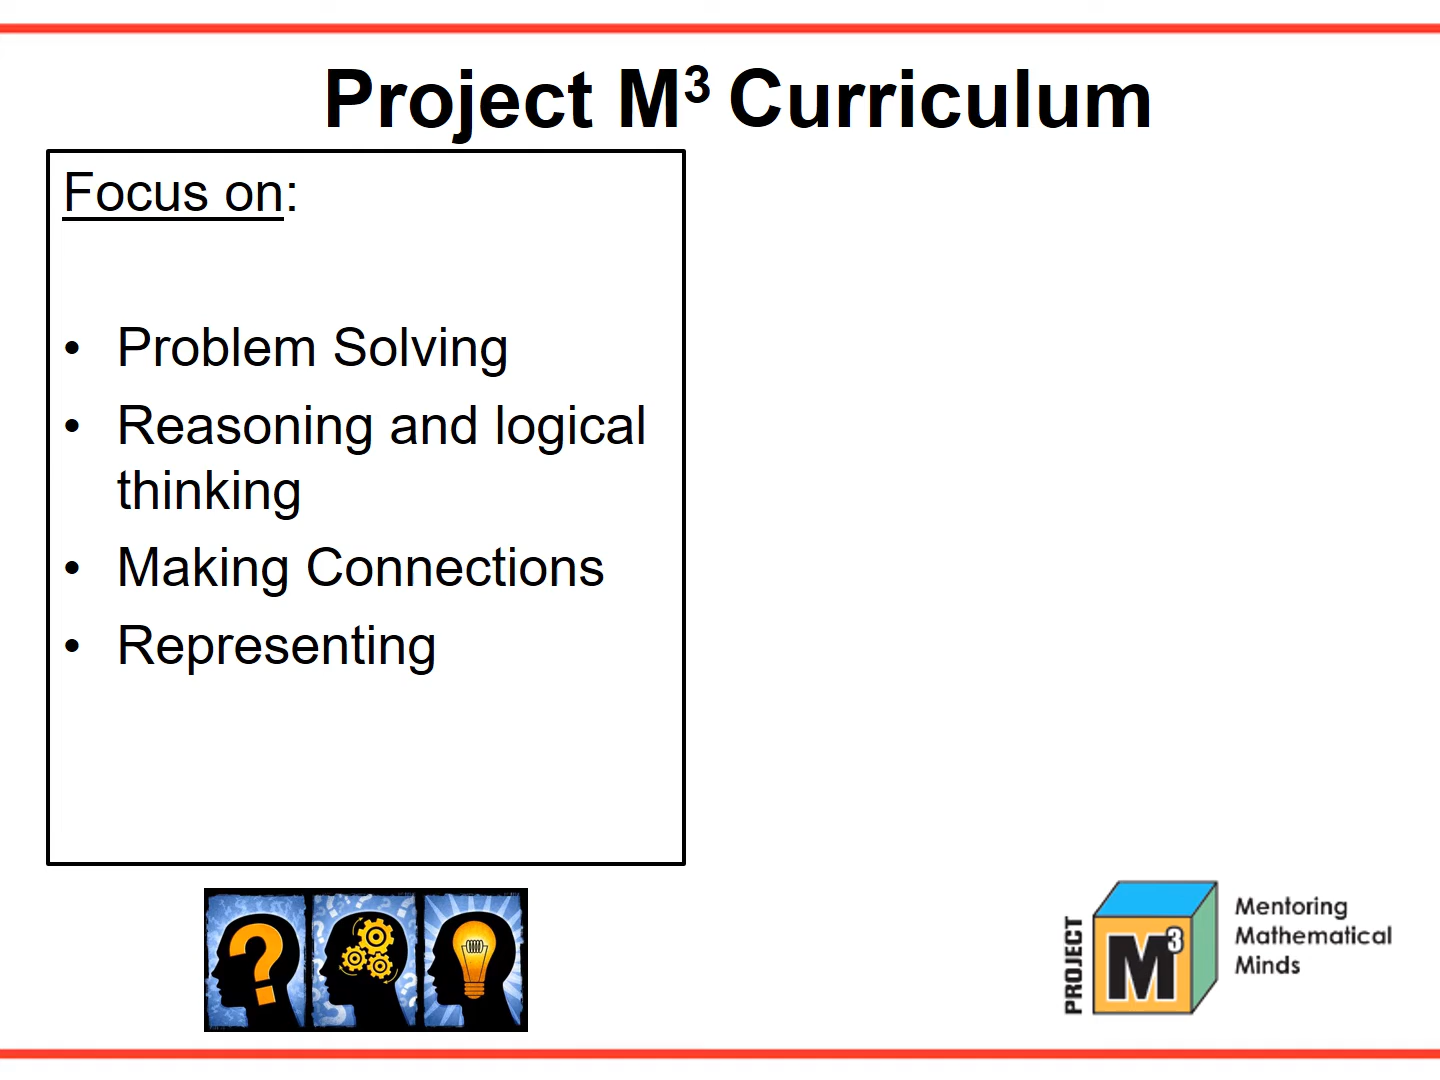 Project M³ Curriculum
Focus on:
• Problem Solving
• Reasoning and logical
thinking
• Making Connections
• Representing
PROJECT
M³
Mentoring
Mathematical
Minds